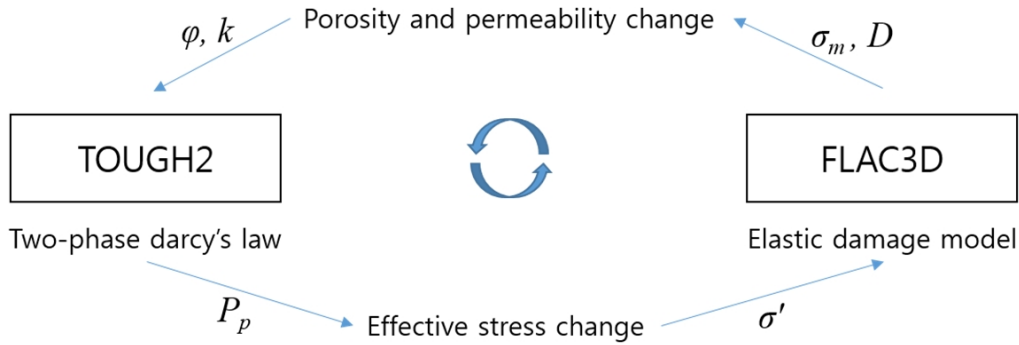 Porosity and permeability change
φ, k
σm, D
TOUGH2
FLAC3D
Two-phase darcy's law
Elastic damage model
Pp
σ′
Effective stress change